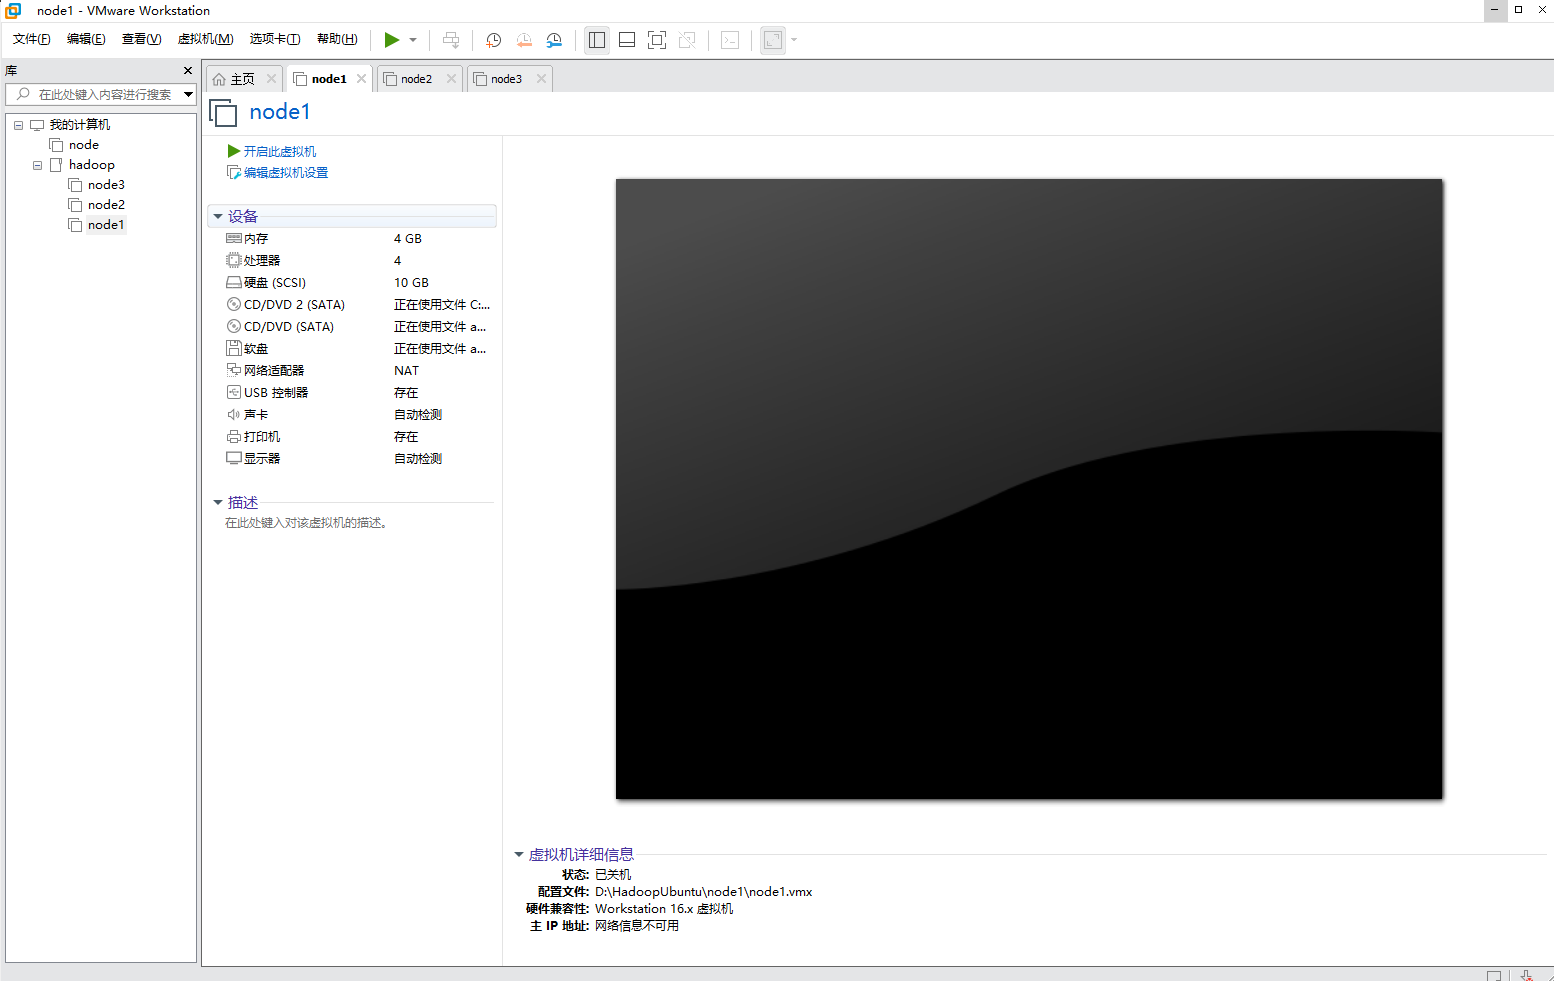 node1 - VMware Workstation
文件(F) 编辑(E) 查看(V) 虚拟机(M) 选项卡(T) 帮助(H)
库
在此处键入内容进行搜索
我的计算机
node
hadoop
node3
node2
node1
主页 node1 node2 node3
node1
开启此虚拟机
编辑虚拟机设置
设备
内存 4 GB
处理器 4
硬盘 (SCSI) 10 GB
CD/DVD 2 (SATA) 正在使用文件 C:...
CD/DVD (SATA) 正在使用文件 a...
软盘 正在使用文件 a...
网络适配器 NAT
USB 控制器 存在
声卡 自动检测
打印机 存在
显示器 自动检测
描述
在此处键入对该虚拟机的描述。
虚拟机详细信息
状态: 已关机
配置文件: D:\HadoopUbuntu\node1\node1.vmx
硬件兼容性: Workstation 16.x 虚拟机
主 IP 地址: 网络信息不可用